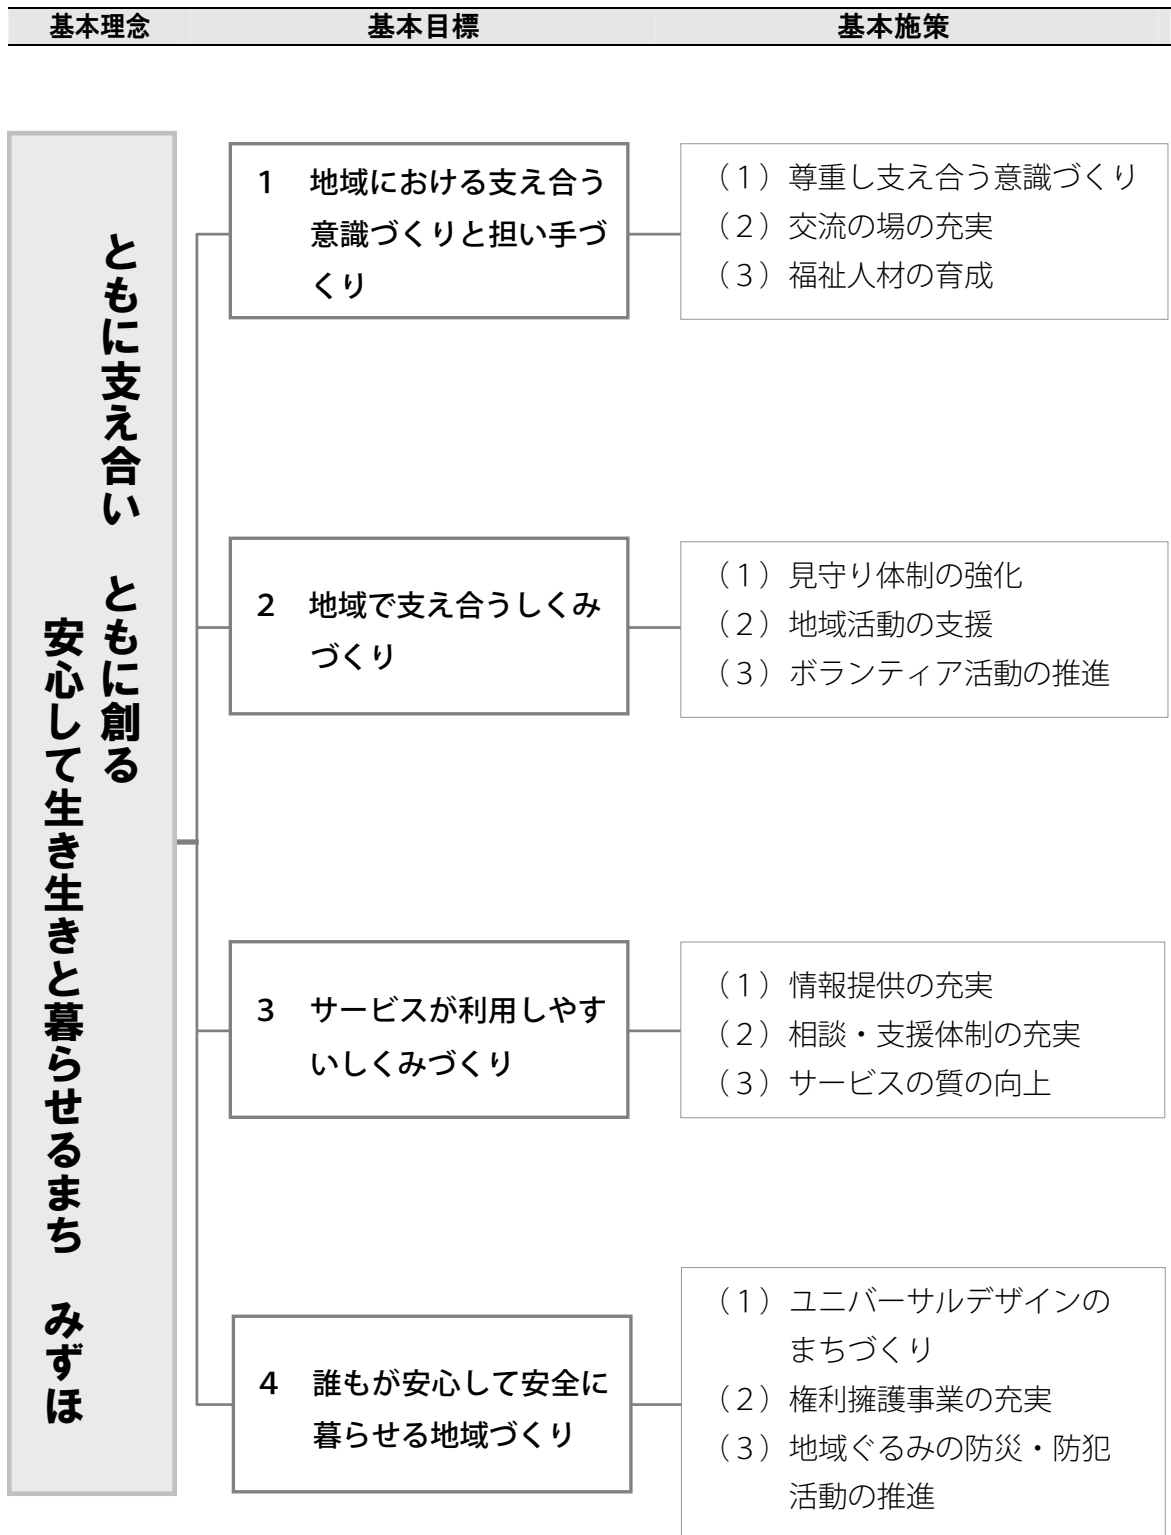 基本理念 基本目標 基本施策
ともに支え合い ともに創る
安心して生き生きと暮らせるまち みずほ
1 地域における支え合う
意識づくりと担い手づ
くり
（1）尊重し支え合う意識づくり
（2）交流の場の充実
（3）福祉人材の育成
2 地域で支え合うしくみ
づくり
（1）見守り体制の強化
（2）地域活動の支援
（3）ボランティア活動の推進
3 サービスが利用しやす
いしくみづくり
（1）情報提供の充実
（2）相談・支援体制の充実
（3）サービスの質の向上
4 誰もが安心して安全に
暮らせる地域づくり
（1）ユニバーサルデザインの
まちづくり
（2）権利擁護事業の充実
（3）地域ぐるみの防災・防犯
活動の推進